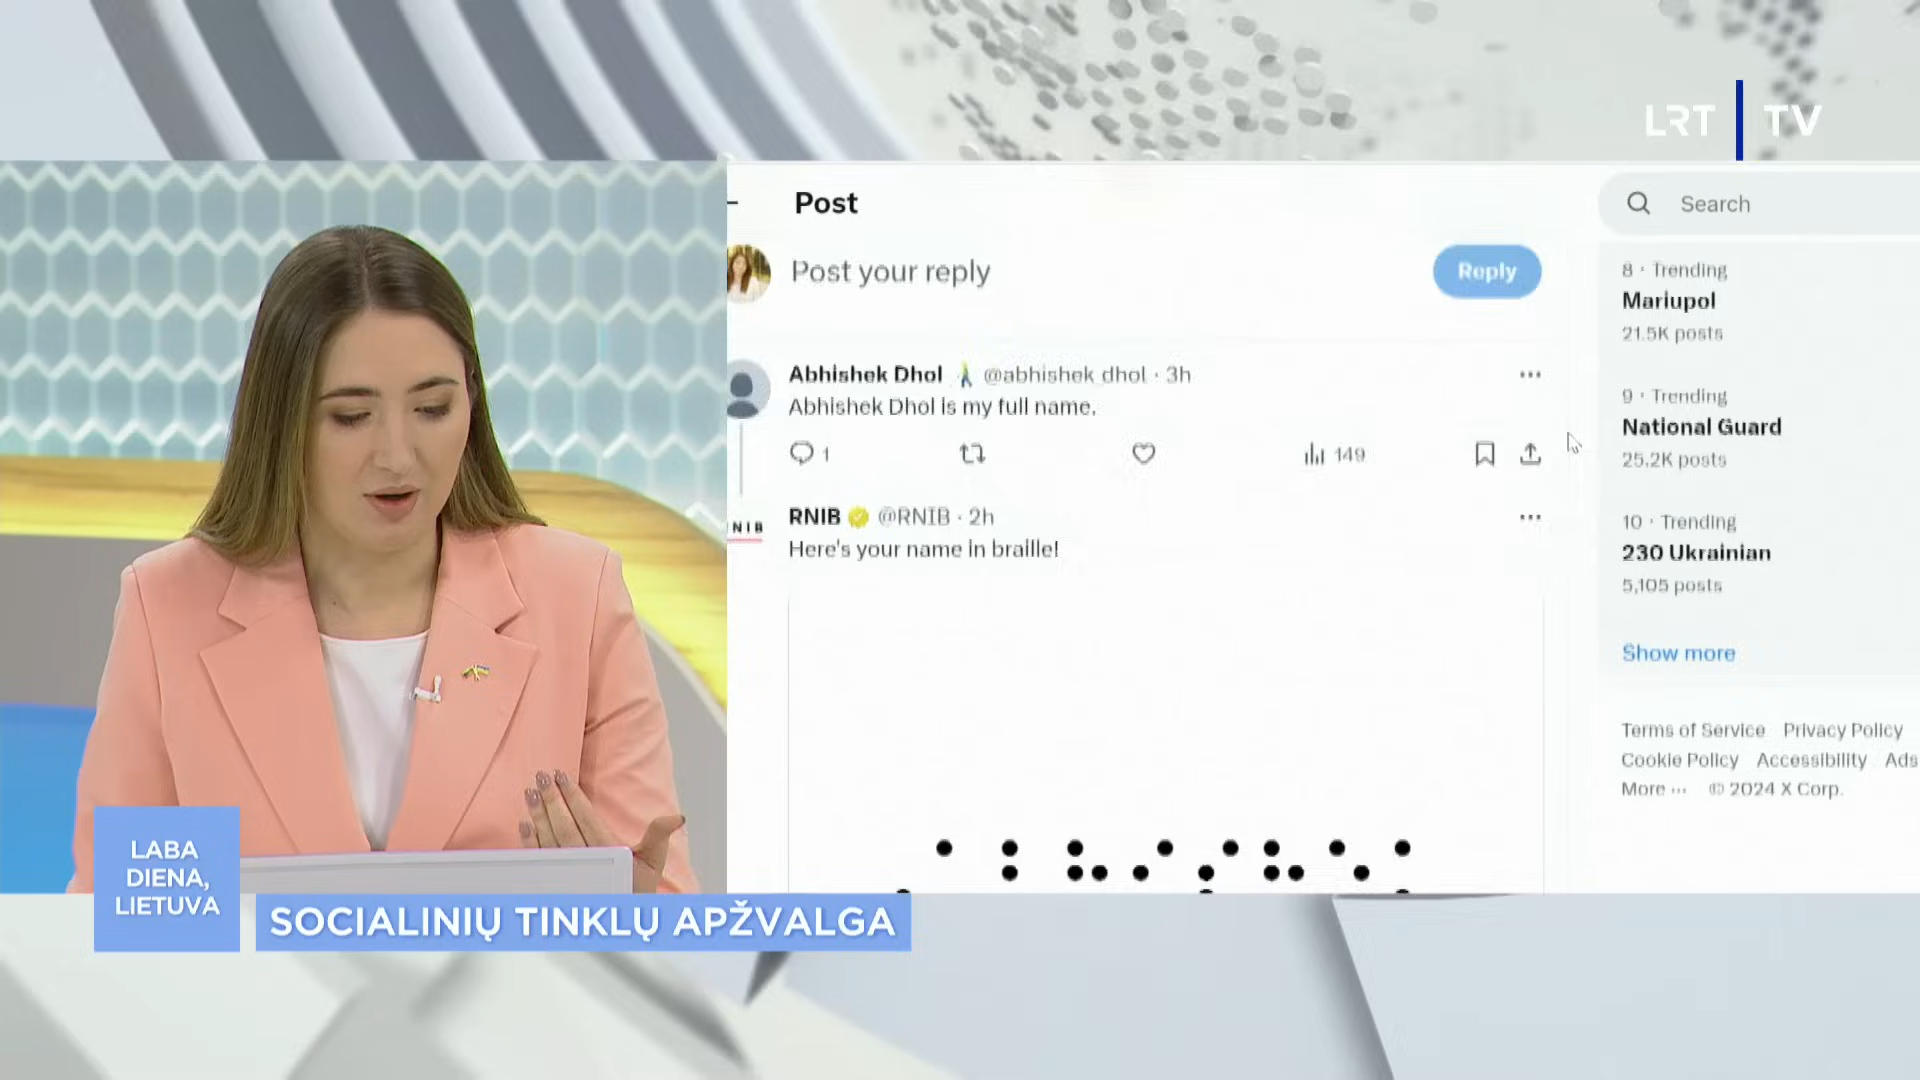 LRT TV
Post
Search
Post your reply
Reply
Abhishek Dhol @abhishek_dhol · 3h
Abhishek Dhol is my full name.
1
149
RNIB @RNIB · 2h
Here's your name in braille!
NIB
8 · Trending
Mariupol
21.5K posts
9 · Trending
National Guard
25.2K posts
10 · Trending
230 Ukrainian
5,105 posts
Show more
Terms of Service Privacy Policy
Cookie Policy Accessibility Ads
More ··· © 2024 X Corp.
LABA
DIENA,
LIETUVA
SOCIALINIŲ TINKLŲ APŽVALGA